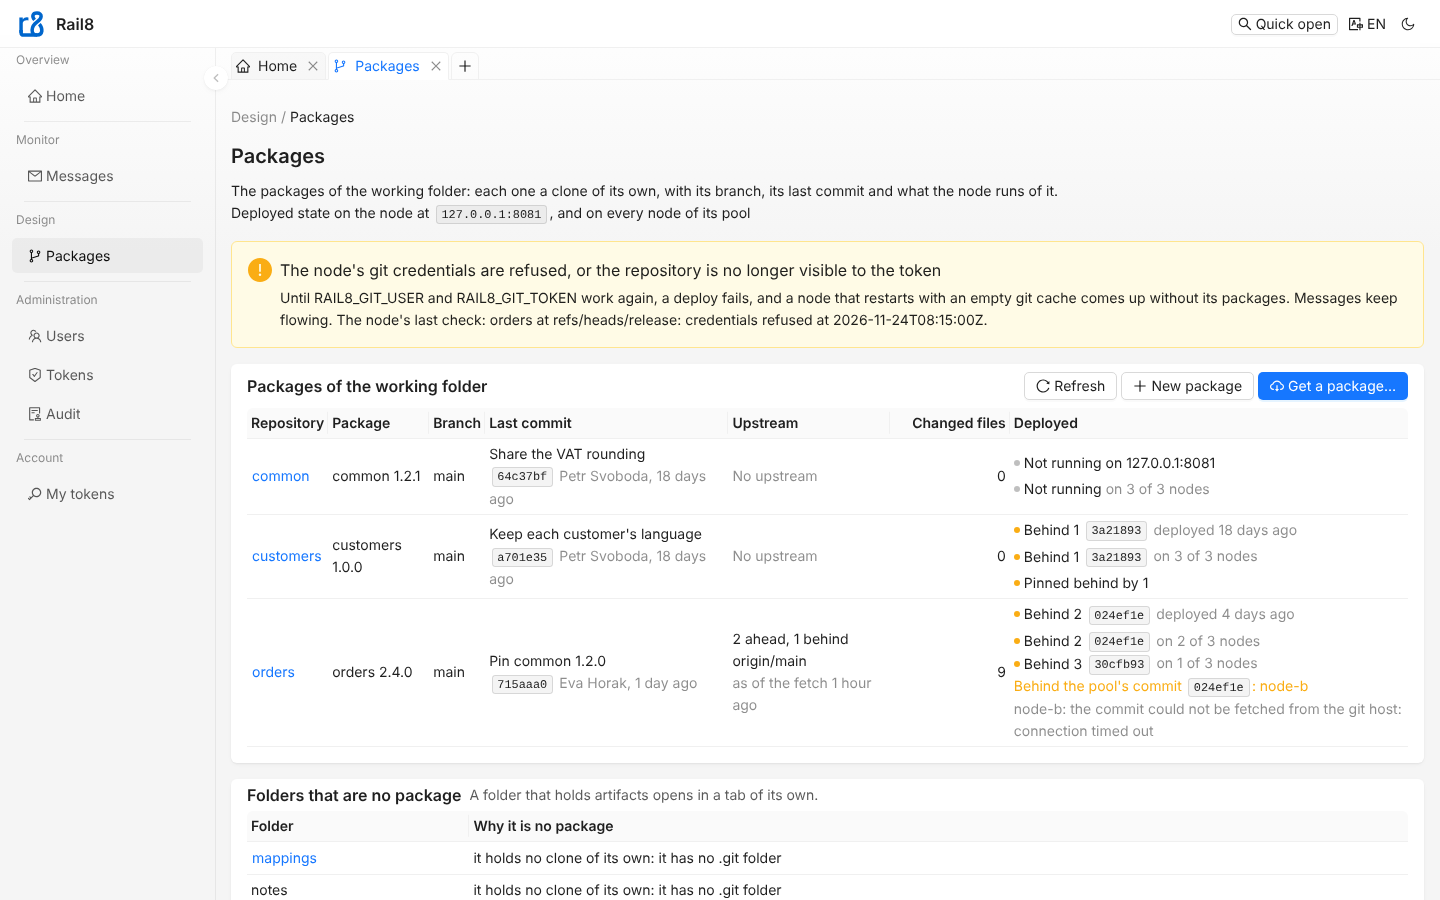 Rail8
Quick open
EN
Overview
Home
Monitor
Messages
Design
Packages
Administration
Users
Tokens
Audit
Account
My tokens
Home
Packages
Design / Packages
Packages
The packages of the working folder: each one a clone of its own, with its branch, its last commit and what the node runs of it.
Deployed state on the node at 127.0.0.1:8081, and on every node of its pool
The node's git credentials are refused, or the repository is no longer visible to the token
Until RAIL8_GIT_USER and RAIL8_GIT_TOKEN work again, a deploy fails, and a node that restarts with an empty git cache comes up without its packages. Messages keep
flowing. The node's last check: orders at refs/heads/release: credentials refused at 2026-11-24T08:15:00Z.
Packages of the working folder
Refresh
New package
Get a package...
Repository Package Branch Last commit Upstream Changed files Deployed
common common 1.2.1 main
Share the VAT rounding
64c37bf Petr Svoboda, 18 days
ago
No upstream
0
Not running on 127.0.0.1:8081
Not running on 3 of 3 nodes
customers
customers
1.0.0
main
Keep each customer's language
a701e35 Petr Svoboda, 18 days
ago
No upstream
0
Behind 1 3a21893 deployed 18 days ago
Behind 1 3a21893 on 3 of 3 nodes
Pinned behind by 1
orders orders 2.4.0 main
Pin common 1.2.0
715aaa0 Eva Horak, 1 day ago
2 ahead, 1 behind
origin/main
as of the fetch 1 hour
ago
9
Behind 2 024ef1e deployed 4 days ago
Behind 2 024ef1e on 2 of 3 nodes
Behind 3 30cfb93 on 1 of 3 nodes
Behind the pool's commit 024ef1e: node-b
node-b: the commit could not be fetched from the git host:
connection timed out
Folders that are no package A folder that holds artifacts opens in a tab of its own.
Folder Why it is no package
mappings it holds no clone of its own: it has no .git folder
notes it holds no clone of its own: it has no .git folder